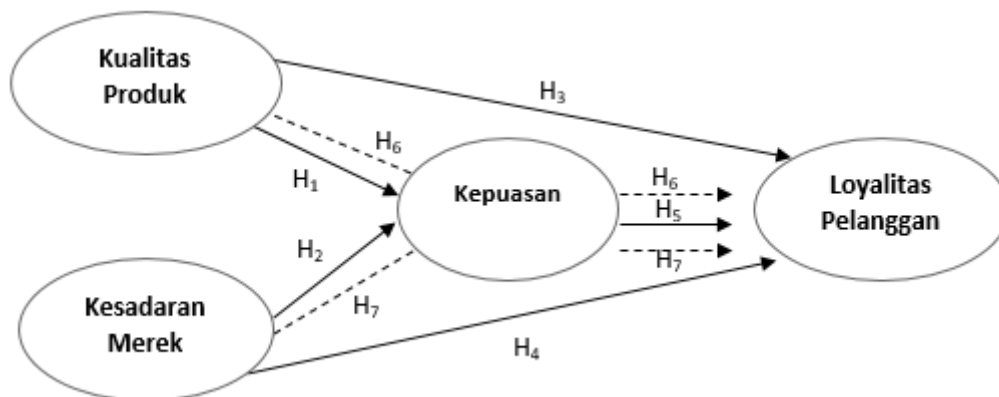 Kualitas
Produk
H₃
H₆
H₁
Kepuasan
H₆
H₅
H₇
Loyalitas
Pelanggan
H₂
H₇
Kesadaran
Merek
H₄